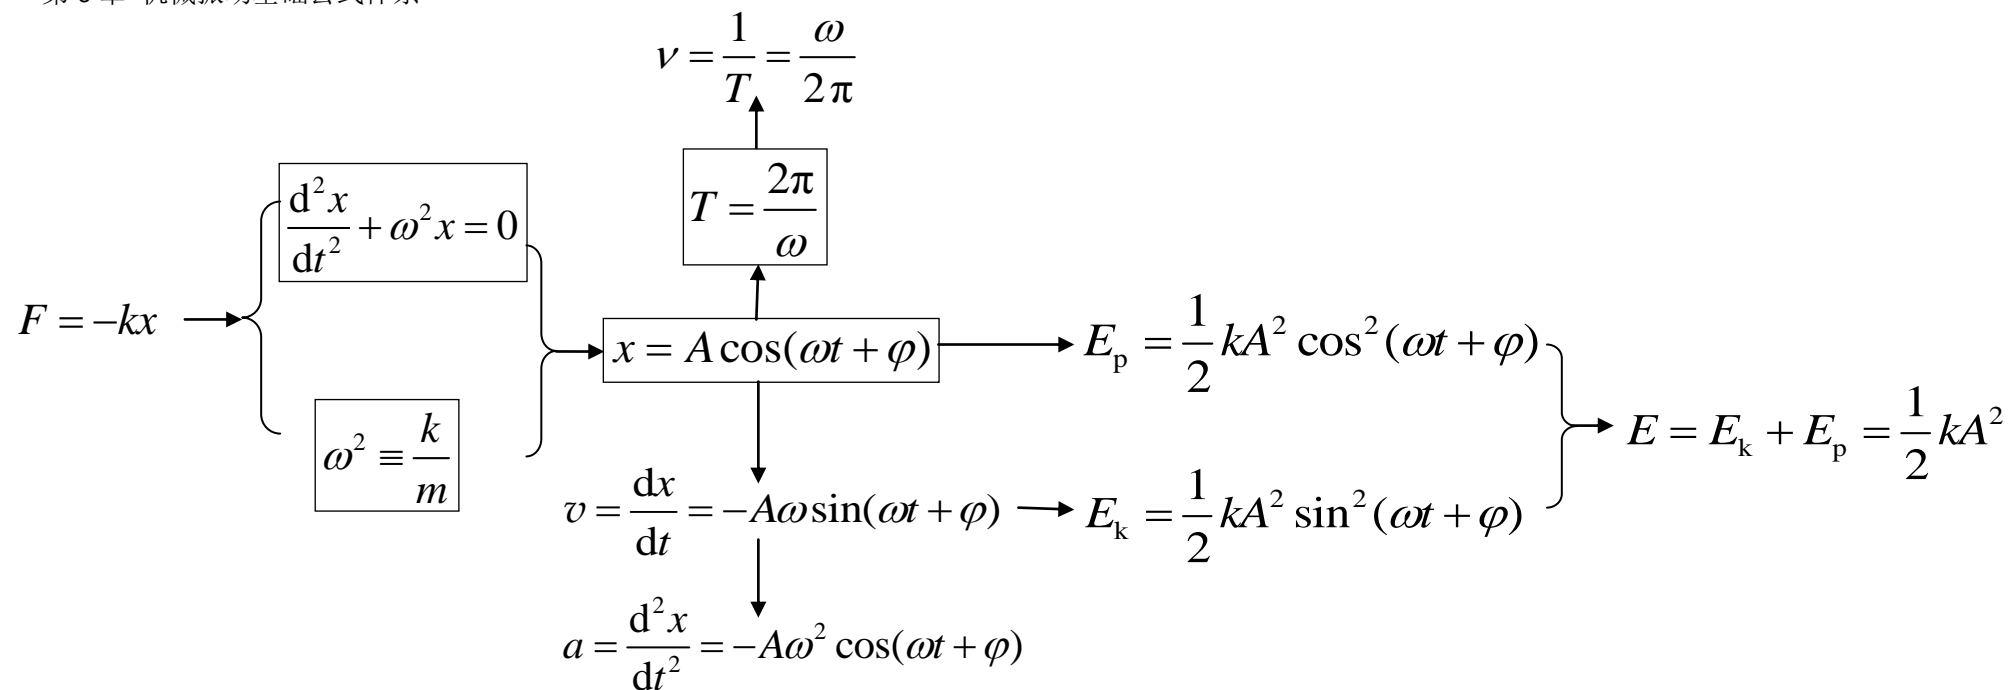 ν = 1/T = ω/2π
T = 2π/ω
d²x/dt² + ω²x = 0
F = −kx
x = A cos(ωt + φ)
E_p = 1/2 kA² cos²(ωt + φ)
E = E_k + E_p = 1/2 kA²
ω² ≡ k/m
v = dx/dt = −Aω sin(ωt + φ)
E_k = 1/2 kA² sin²(ωt + φ)
a = d²x/dt² = −Aω² cos(ωt + φ)